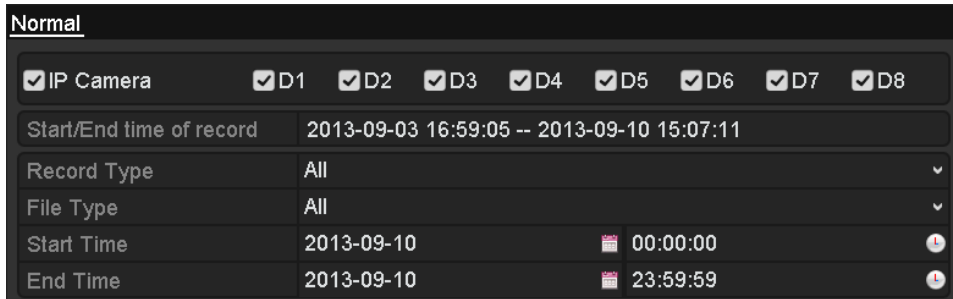 Normal
IP Camera D1 D2 D3 D4 D5 D6 D7 D8
Start/End time of record 2013-09-03 16:59:05 -- 2013-09-10 15:07:11
Record Type All
File Type All
Start Time 2013-09-10 00:00:00
End Time 2013-09-10 23:59:59